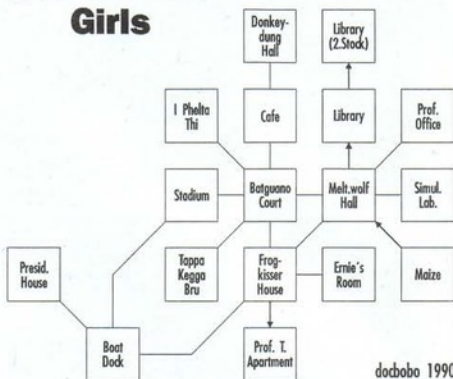 Girls
Donkey-
dung
Hall
Library
(2.Stock)
I Phelta
Thi
Cafe
Library
Prof.
Office
Stadium
Batguano
Court
Melt.wolf
Hall
Simul.
Lab.
Presid.
House
Tappa
Kegga
Bru
Frog-
kisser
House
Ernie´s
Room
Maize
Boat
Dock
Prof. T.
Apartment
docbobo 1990